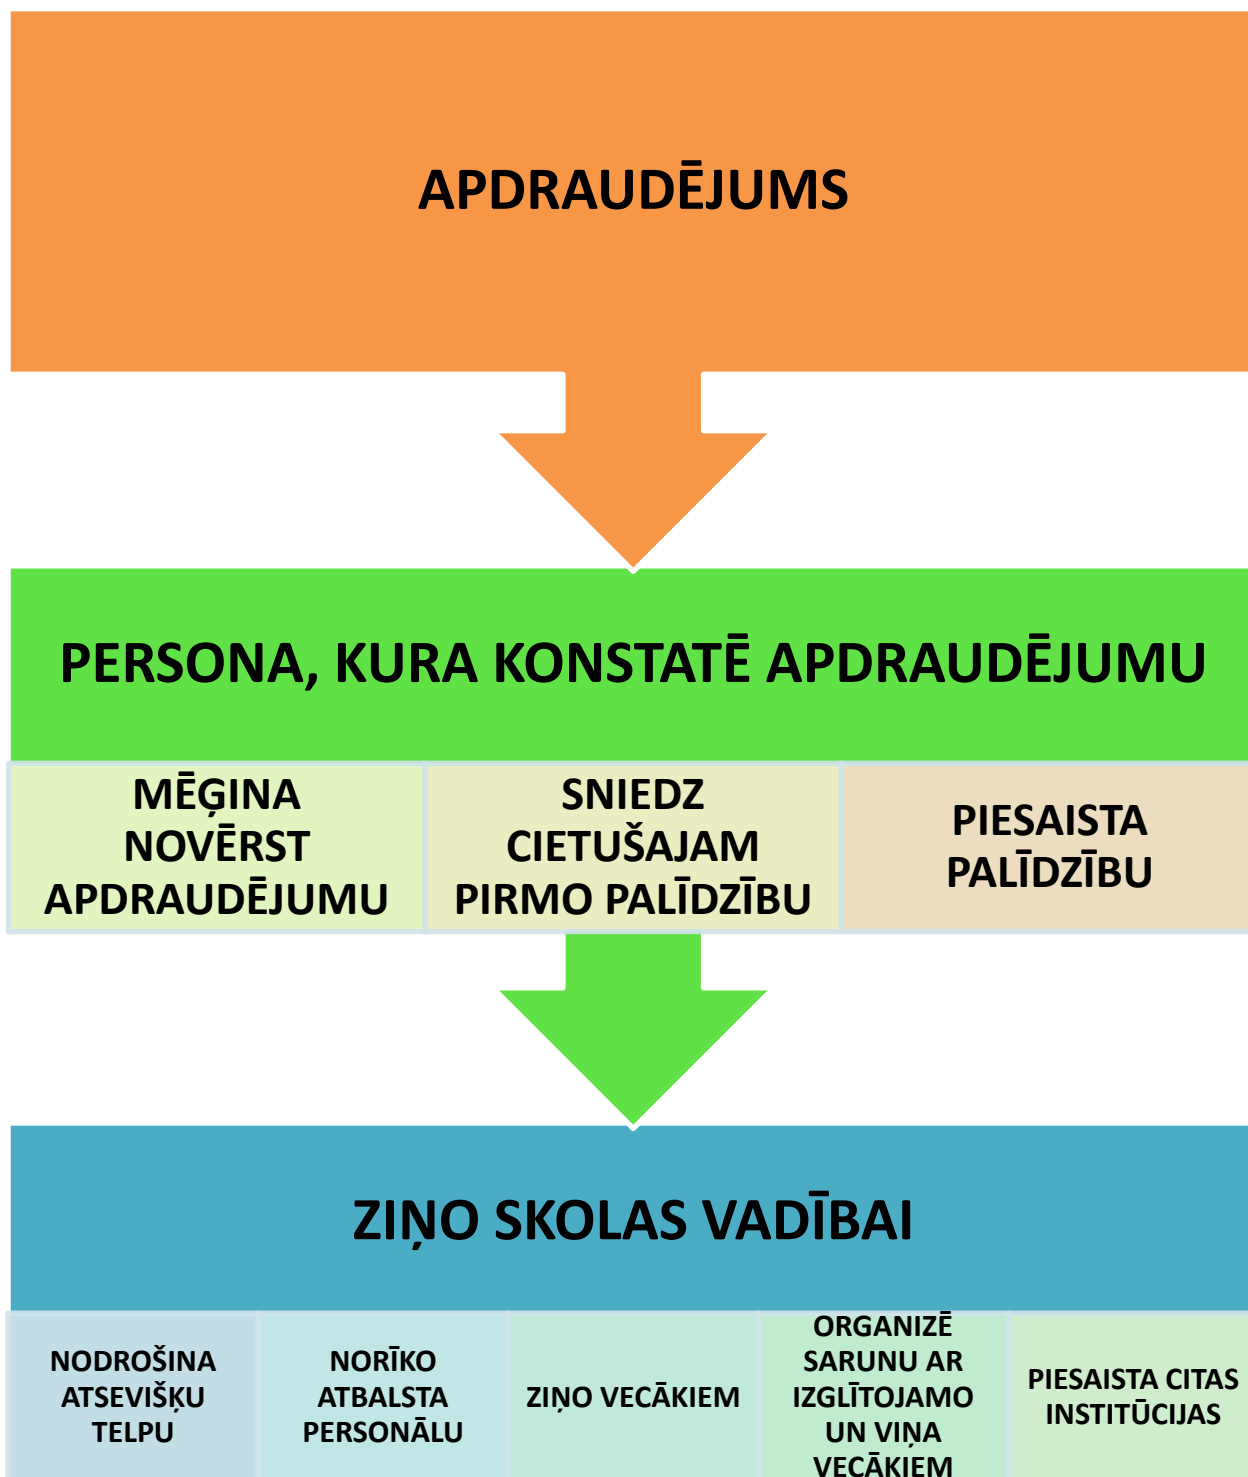 APDRAUDĒJUMS
PERSONA, KURA KONSTATĒ APDRAUDĒJUMU
MĒĢINA
NOVĒRST
APDRAUDĒJUMU
SNIEDZ
CIETUŠAJAM
PIRMO PALĪDZĪBU
PIESAISTA
PALĪDZĪBU
ZIŅO SKOLAS VADĪBAI
NODROŠINA
ATSEVIŠĶU
TELPU
NORĪKO
ATBALSTA
PERSONĀLU
ZIŅO VECĀKIEM
ORGANIZĒ
SARUNU AR
IZGLĪTOJAMO
UN VIŅA
VECĀKIEM
PIESAISTA CITAS
INSTITŪCIJAS